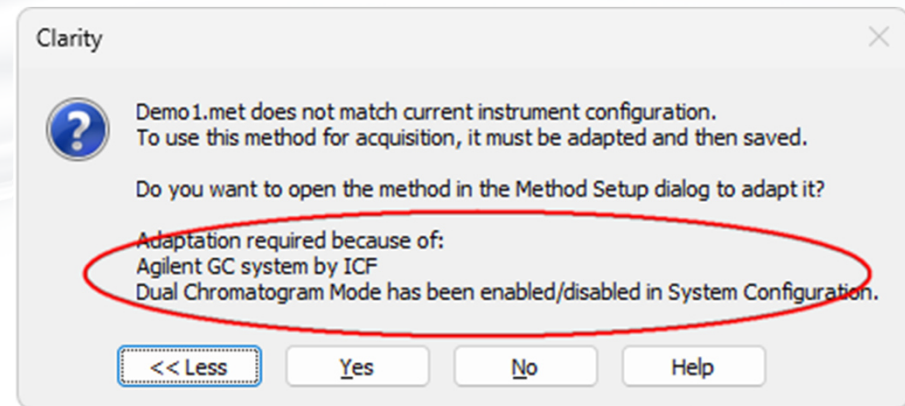 Clarity
Demo1.met does not match current instrument configuration.
To use this method for acquisition, it must be adapted and then saved.
Do you want to open the method in the Method Setup dialog to adapt it?
Adaptation required because of:
Agilent GC system by ICF
Dual Chromatogram Mode has been enabled/disabled in System Configuration.
<< Less Yes No Help